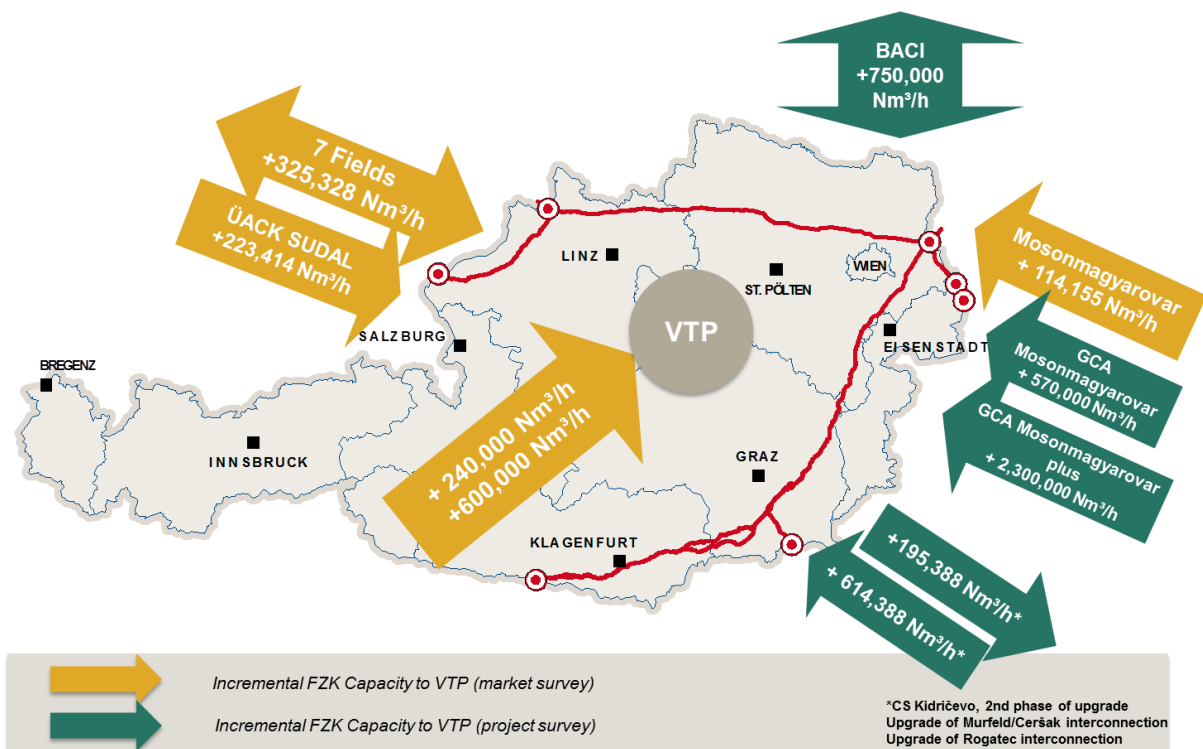 BACI
+750,000
Nm³/h
7 Fields
+325,328 Nm³/h
ÜACK SUDAL
+223,414 Nm³/h
Mosonmagyarovar
+ 114,155 Nm³/h
GCA
Mosonmagyarovar
+ 570,000 Nm³/h
GCA Mosonmagyarovar
plus
+ 2,300,000 Nm³/h
LINZ
WIEN
ST. PÖLTEN
VTP
EISENSTADT
SALZBURG
BREGENZ
INNSBRUCK
+ 240,000 Nm³/h
+600,000 Nm³/h
GRAZ
KLAGENFURT
+195,388 Nm³/h*
+ 614,388 Nm³/h*
Incremental FZK Capacity to VTP (market survey)
Incremental FZK Capacity to VTP (project survey)
*CS Kidričevo, 2nd phase of upgrade
Upgrade of Murfeld/Ceršak interconnection
Upgrade of Rogatec interconnection